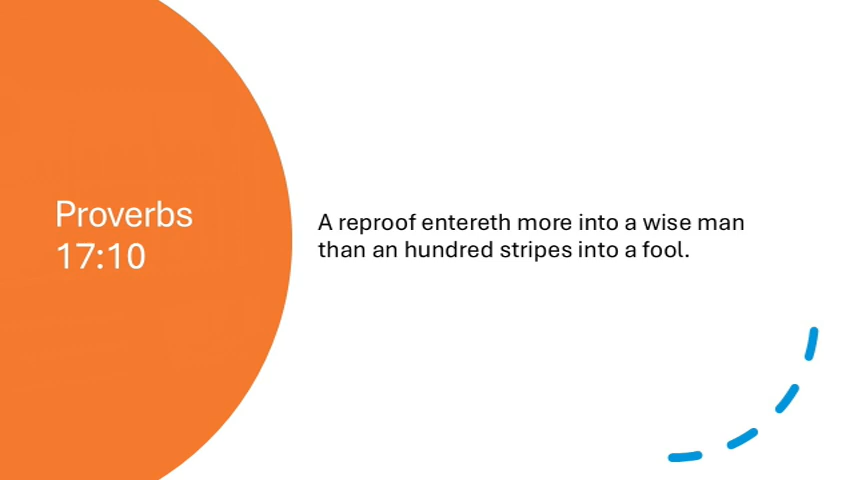 Proverbs
17:10
A reproof entereth more into a wise man
than an hundred stripes into a fool.